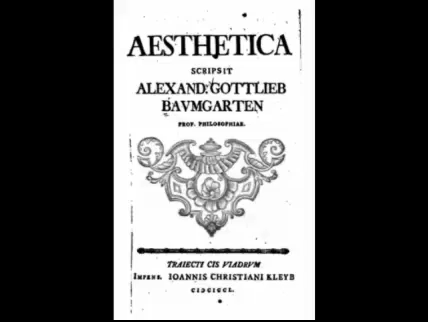 AESTHETICA
SCRIPSIT
ALEXAND: GOTTLIEB
BAVMGARTEN
PROF. PHILOSOPHIAE.
TRAIECTI CIS VIADRVM
IMPENS. IOANNIS CHRISTIANI KLEYB
CIƆIƆCCL.